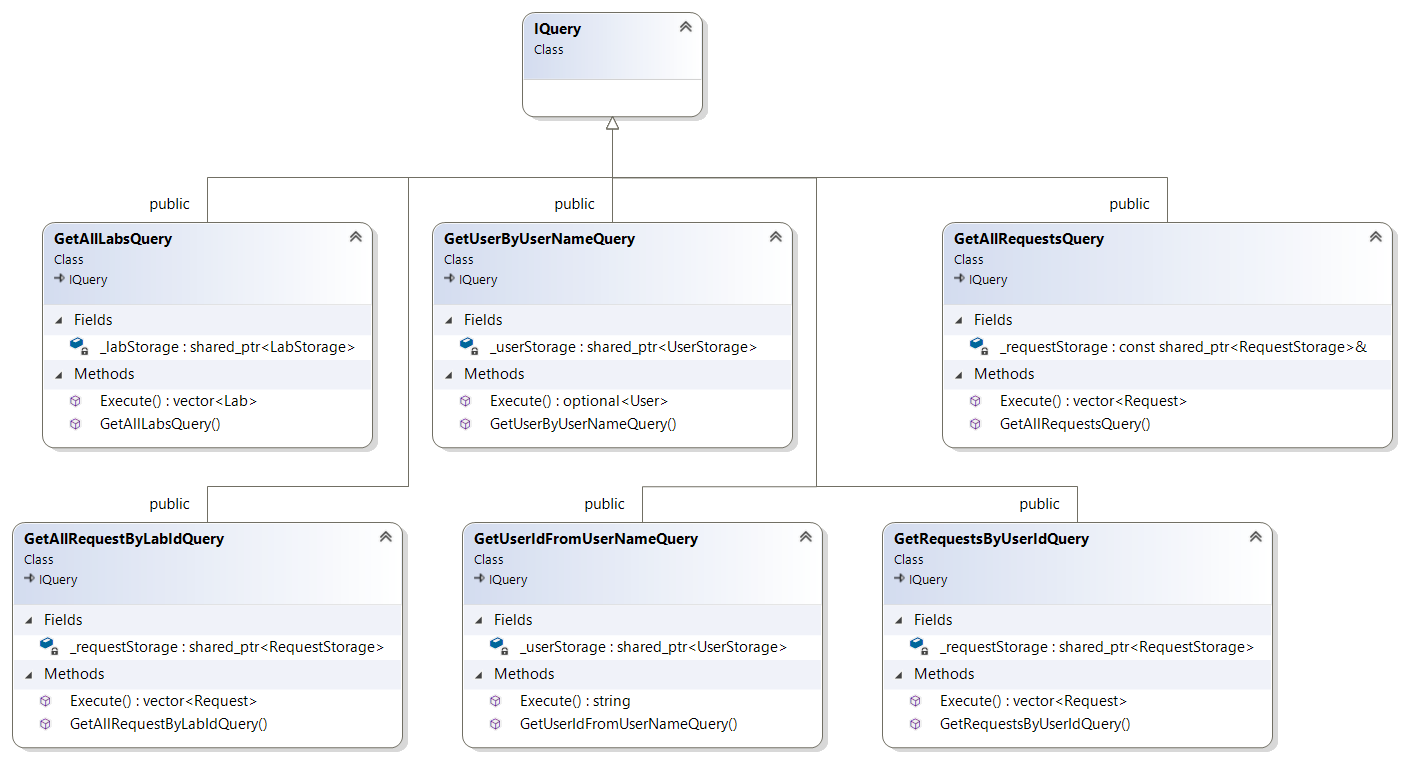 IQuery
Class
public
public
public
GetAllLabsQuery
Class
IQuery
Fields
_labStorage : shared_ptr<LabStorage>
Methods
Execute() : vector<Lab>
GetAllLabsQuery()
GetUserByUserNameQuery
Class
IQuery
Fields
_userStorage : shared_ptr<UserStorage>
Methods
Execute() : optional<User>
GetUserByUserNameQuery()
GetAllRequestsQuery
Class
IQuery
Fields
_requestStorage : const shared_ptr<RequestStorage>&
Methods
Execute() : vector<Request>
GetAllRequestsQuery()
public
public
public
GetAllRequestByLabIdQuery
Class
IQuery
Fields
_requestStorage : shared_ptr<RequestStorage>
Methods
Execute() : vector<Request>
GetAllRequestByLabIdQuery()
GetUserIdFromUserNameQuery
Class
IQuery
Fields
_userStorage : shared_ptr<UserStorage>
Methods
Execute() : string
GetUserIdFromUserNameQuery()
GetRequestsByUserIdQuery
Class
IQuery
Fields
_requestStorage : shared_ptr<RequestStorage>
Methods
Execute() : vector<Request>
GetRequestsByUserIdQuery()